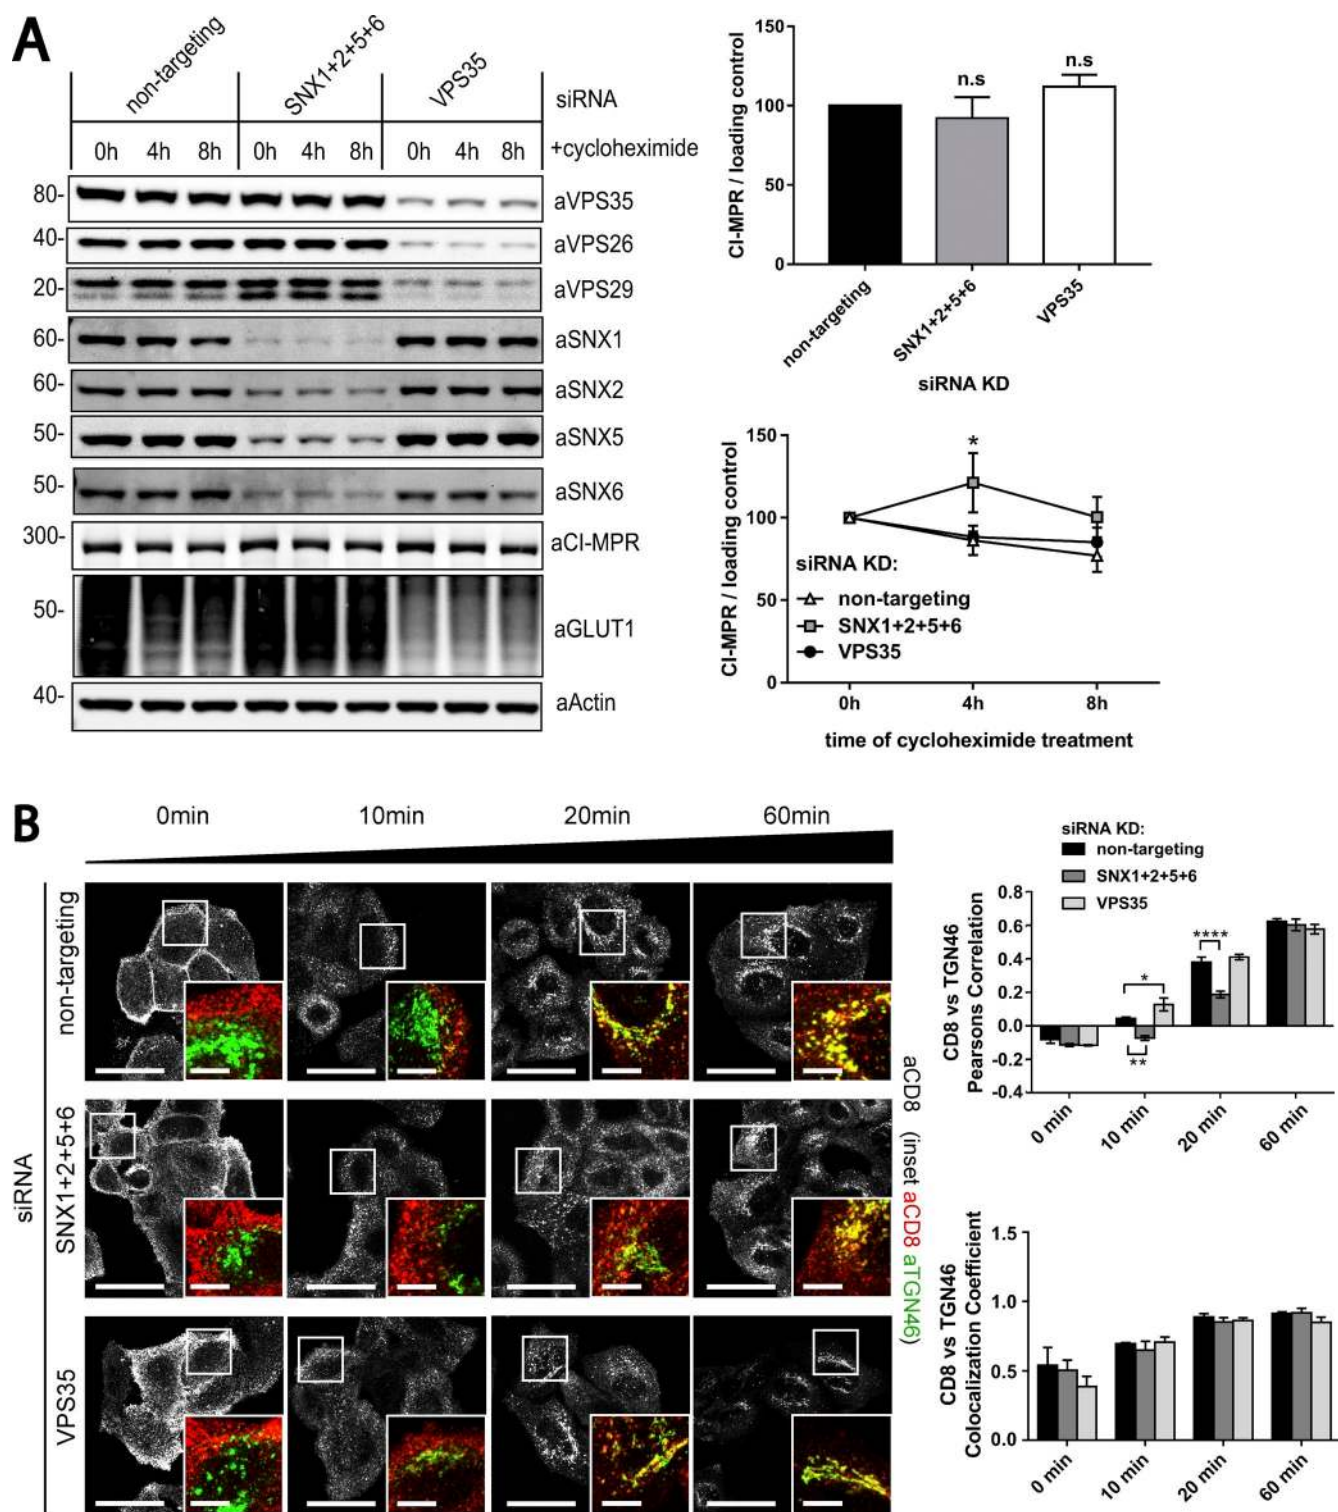 A
non-targeting
SNX1+2+5+6
VPS35
siRNA
0h 4h 8h 0h 4h 8h 0h 4h 8h +cycloheximide
80- aVPS35
40- aVPS26
20- aVPS29
60- aSNX1
60- aSNX2
50- aSNX5
50- aSNX6
300- aCI-MPR
50- aGLUT1
40- aActin
CI-MPR / loading control
150
100
50
0
n.s
n.s
non-targeting
SNX1+2+5+6
VPS35
siRNA KD
CI-MPR / loading control
150
100
50
0
*
siRNA KD:
non-targeting
SNX1+2+5+6
VPS35
0h 4h 8h
time of cycloheximide treatment
B
0min 10min 20min 60min
siRNA
non-targeting
SNX1+2+5+6
VPS35
aCD8 (inset aCD8 aTGN46)
siRNA KD:
non-targeting
SNX1+2+5+6
VPS35
CD8 vs TGN46
Pearsons Correlation
0.8
0.6
0.4
0.2
0.0
-0.2
-0.4
*
**
****
0 min
10 min
20 min
60 min
CD8 vs TGN46
Colocalization Coefficient
1.5
1.0
0.5
0.0
0 min
10 min
20 min
60 min